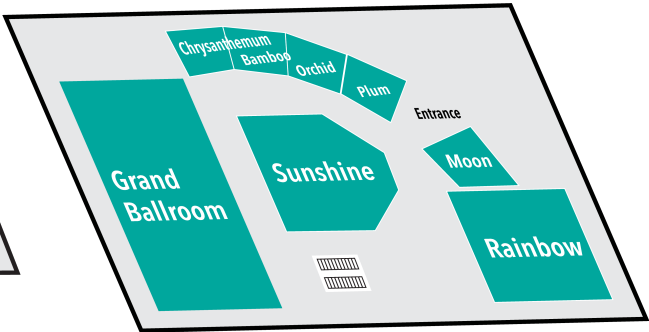 Chrysanthemum
Bamboo
Orchid
Plum
Entrance
Moon
Sunshine
Grand
Ballroom
Rainbow